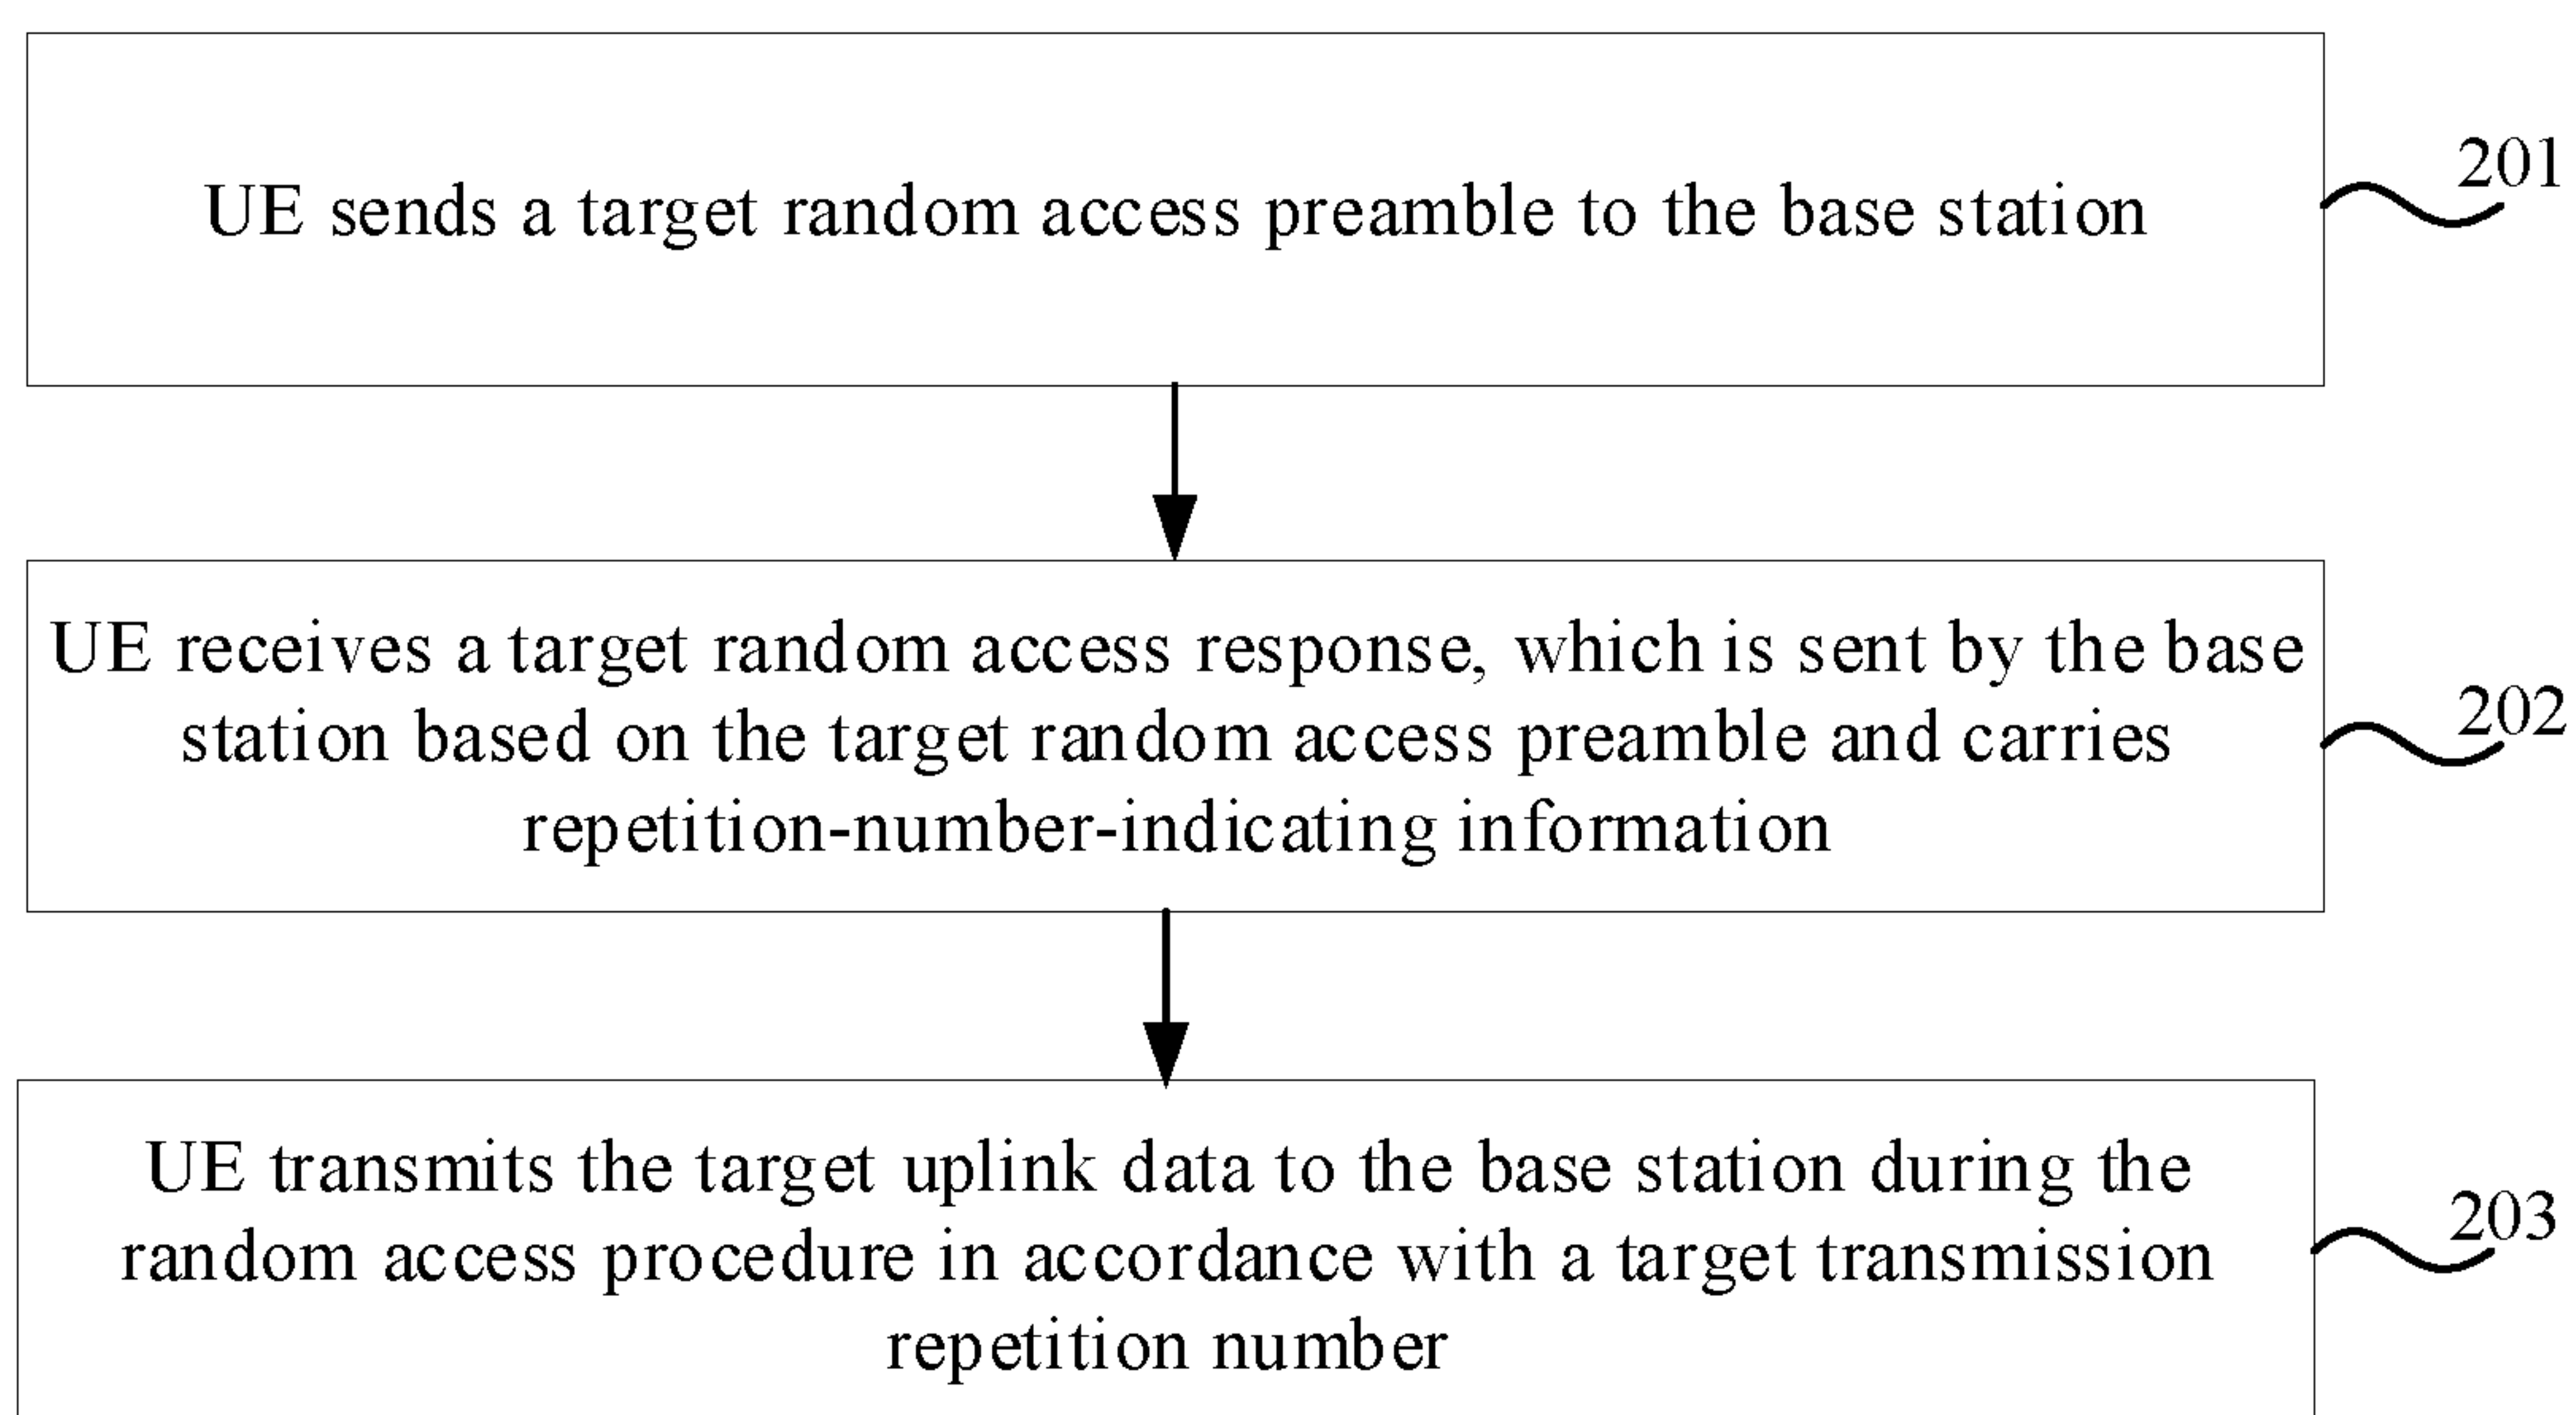 UE sends a target random access preamble to the base station
201
UE receives a target random access response, which is sent by the base
station based on the target random access preamble and carries
repetition-number-indicating information
202
UE transmits the target uplink data to the base station during the
random access procedure in accordance with a target transmission
repetition number
203